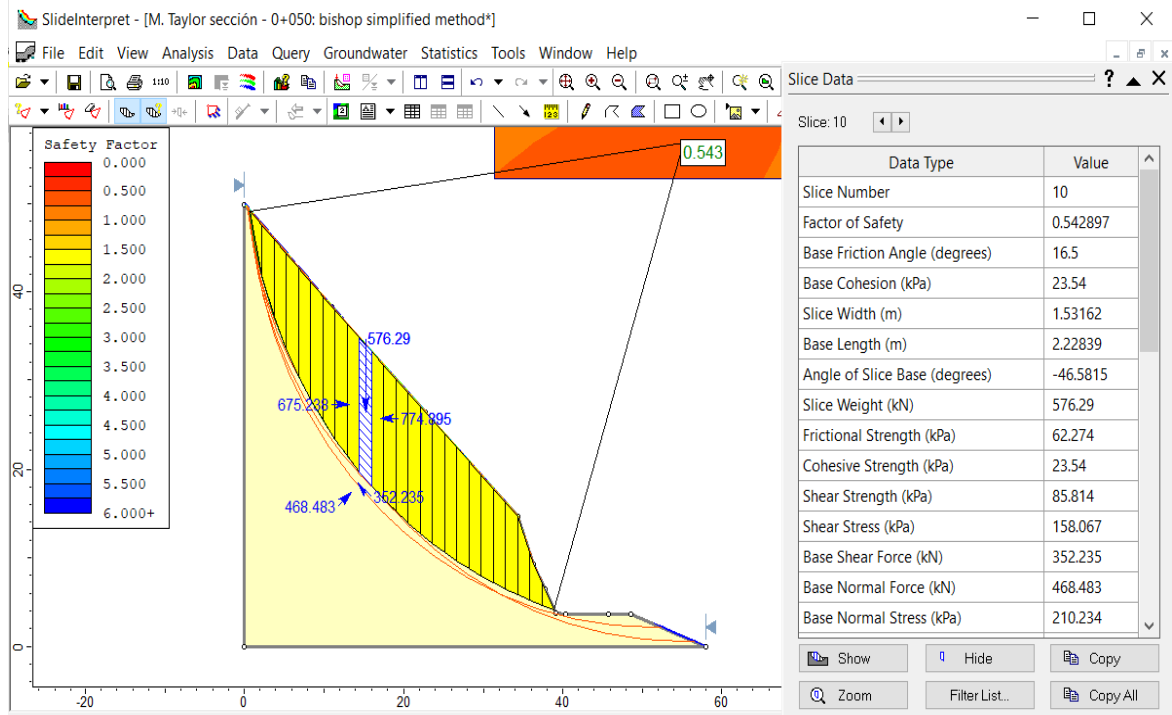 SlideInterpret - [M. Taylor sección - 0+050: bishop simplified method*]
File Edit View Analysis Data Query Groundwater Statistics Tools Window Help
1:10
Safety Factor
0.000
0.500
1.000
1.500
2.000
2.500
3.000
3.500
4.000
4.500
5.000
5.500
6.000+
0.543
576.29
675.238
774.895
468.483
352.235
40
20
0
-20
0
20
40
60
Slice Data
Slice: 10
Data Type Value
Slice Number 10
Factor of Safety 0.542897
Base Friction Angle (degrees) 16.5
Base Cohesion (kPa) 23.54
Slice Width (m) 1.53162
Base Length (m) 2.22839
Angle of Slice Base (degrees) -46.5815
Slice Weight (kN) 576.29
Frictional Strength (kPa) 62.274
Cohesive Strength (kPa) 23.54
Shear Strength (kPa) 85.814
Shear Stress (kPa) 158.067
Base Shear Force (kN) 352.235
Base Normal Force (kN) 468.483
Base Normal Stress (kPa) 210.234
Show Hide Copy
Zoom Filter List... Copy All